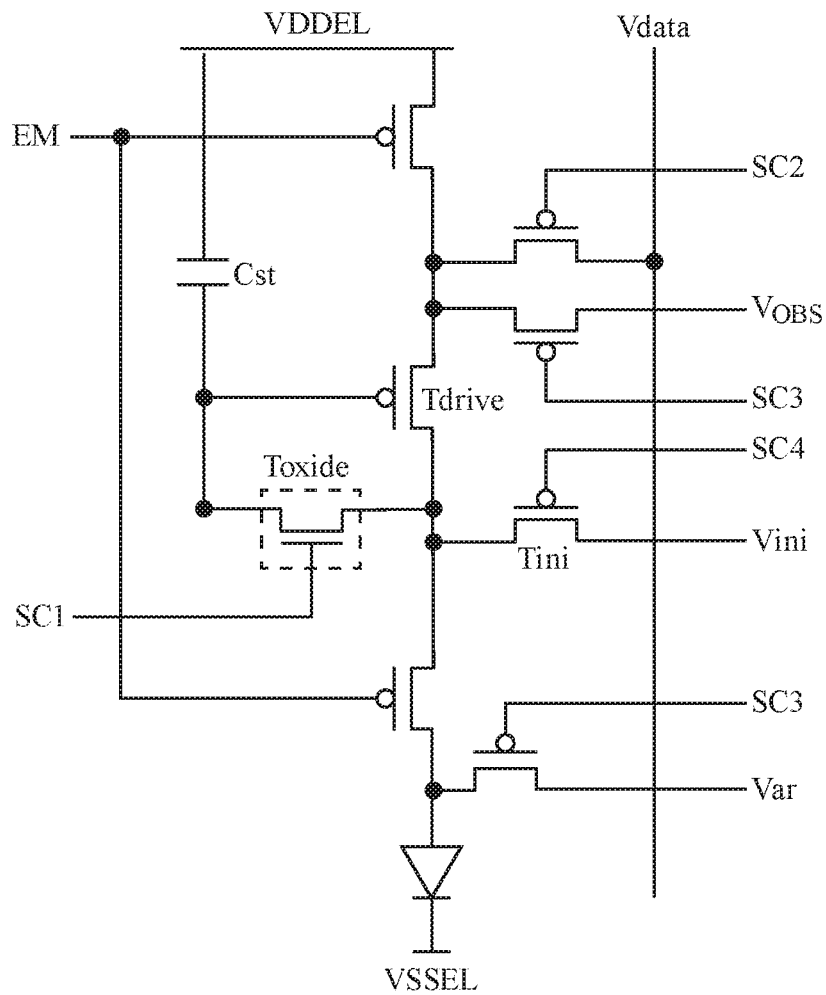 VDDEL
Vdata
EM
SC2
Cst
VOBS
Tdrive
SC3
SC4
Toxide
Tini
Vini
SC1
SC3
Var
VSSEL